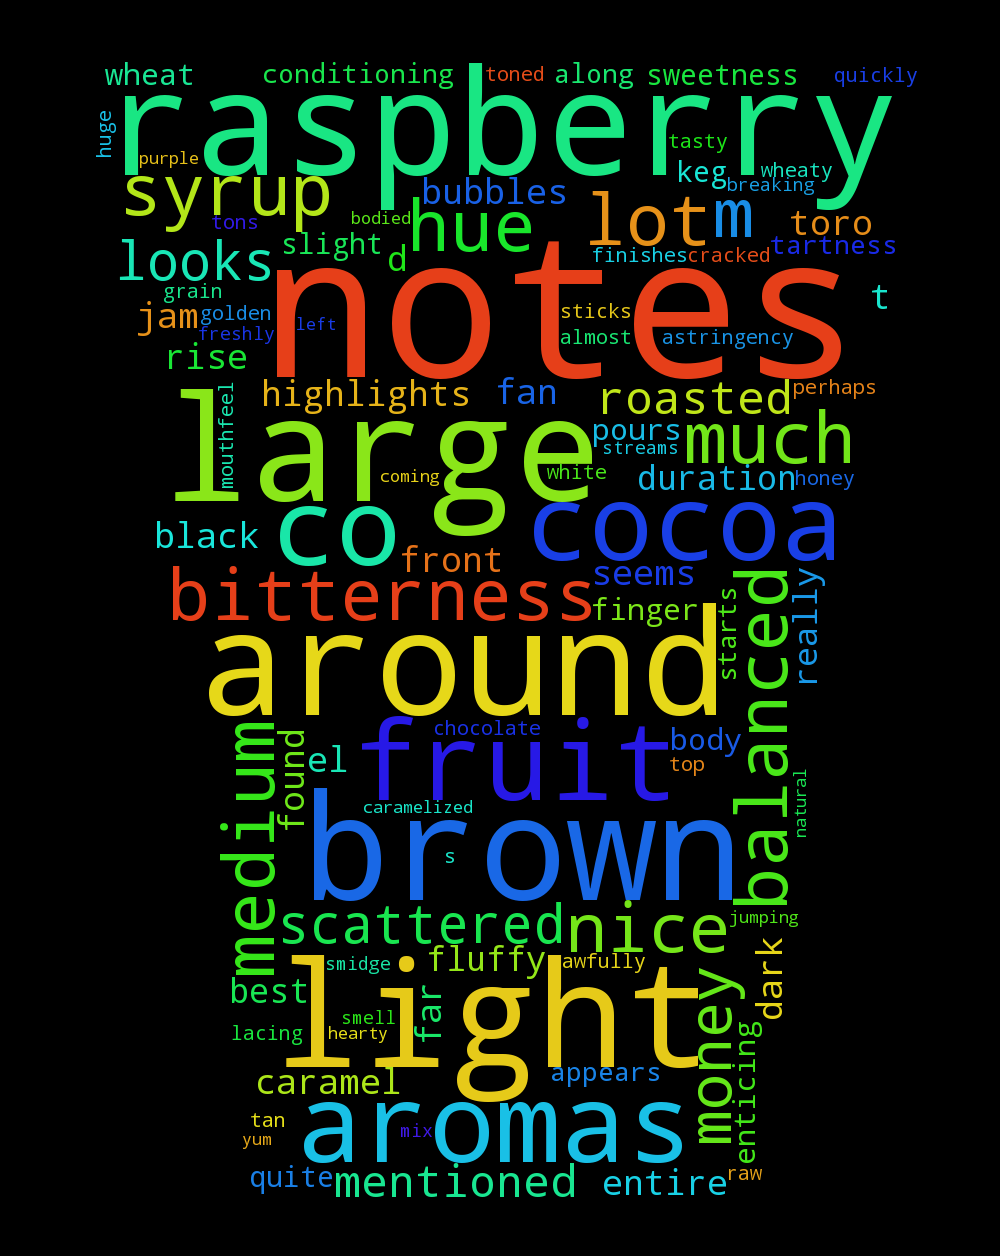 wheat conditioning toned along sweetness quickly
raspberry
huge
purple
tasty
syrup bubbles keg wheaty
breaking
tons bodied hue lot m toro
looks slight d finishes cracked tartness
notes
grain t
jam golden sticks
freshly left almost astringency
rise
highlights fan roasted perhaps
large
mouthfeel
pours much
streams
coming white duration honey
black co cocoa
front
bitterness seems
finger
around
starts
balanced
really
medium
found
chocolate
el fruit body
top
natural
caramelized
brown
s
scattered nice jumping
smidge fluffy awfully dark
light
best far money
smell
lacing hearty enticing
caramel appears
tan aromas
yum mix
quite mentioned entire raw